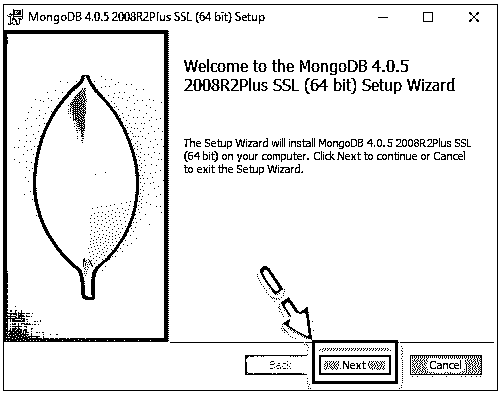 MongoDB 4.0.5 2008R2Plus SSL (64 bit) Setup
Welcome to the MongoDB 4.0.5
2008R2Plus SSL (64 bit) Setup Wizard
The Setup Wizard will install MongoDB 4.0.5 2008R2Plus SSL
(64 bit) on your computer. Click Next to continue or Cancel
to exit the Setup Wizard.
Back Next Cancel